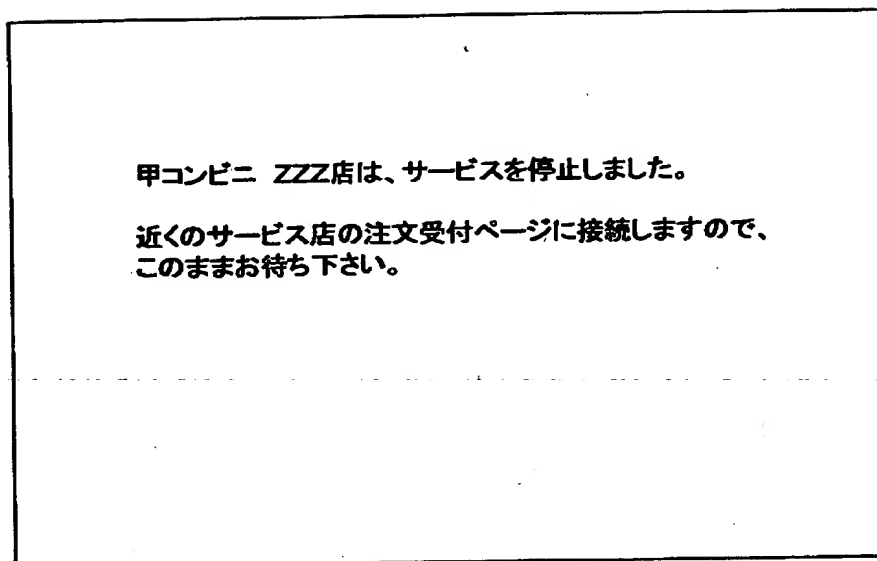 甲コンビニ ZZZ店は、サービスを停止しました。
近くのサービス店の注文受付ページに接続しますので、
このままお待ち下さい。